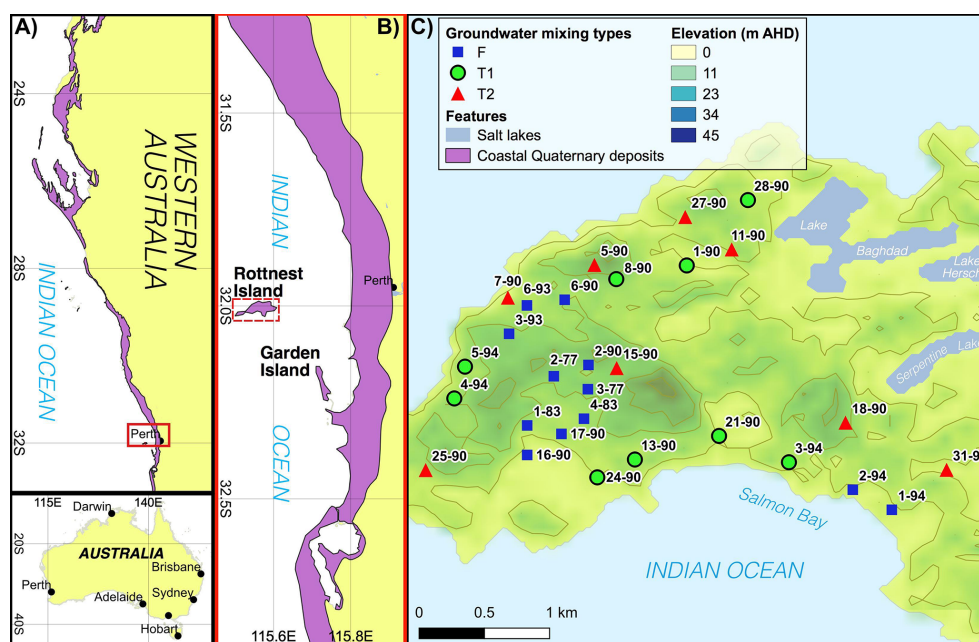 A)
24S
WESTERN
AUSTRALIA
28S
INDIAN OCEAN
Perth
32S
115E
140E
Darwin
20S
AUSTRALIA
Brisbane
Perth
Sydney
Adelaide
40S
Hobart
B)
31.5S
INDIAN
Perth
Rottnest
Island
32.0S
Garden
Island
OCEAN
32.5S
115.6E
115.8E
C)
Groundwater mixing types
F
T1
T2
Features
Salt lakes
Coastal Quaternary deposits
Elevation (m AHD)
0
11
23
34
45
28-90
27-90
Lake
Baghdad
11-90
1-90
5-90
8-90
Lake
7-90
6-93
6-90
3-93
5-94
2-90
15-90
2-77
Serpentine Lake
4-94
3-77
4-83
1-83
18-90
17-90
21-90
25-90
16-90
13-90
3-94
24-90
2-94
1-94
Salmon Bay
INDIAN OCEAN
0
0.5
1 km